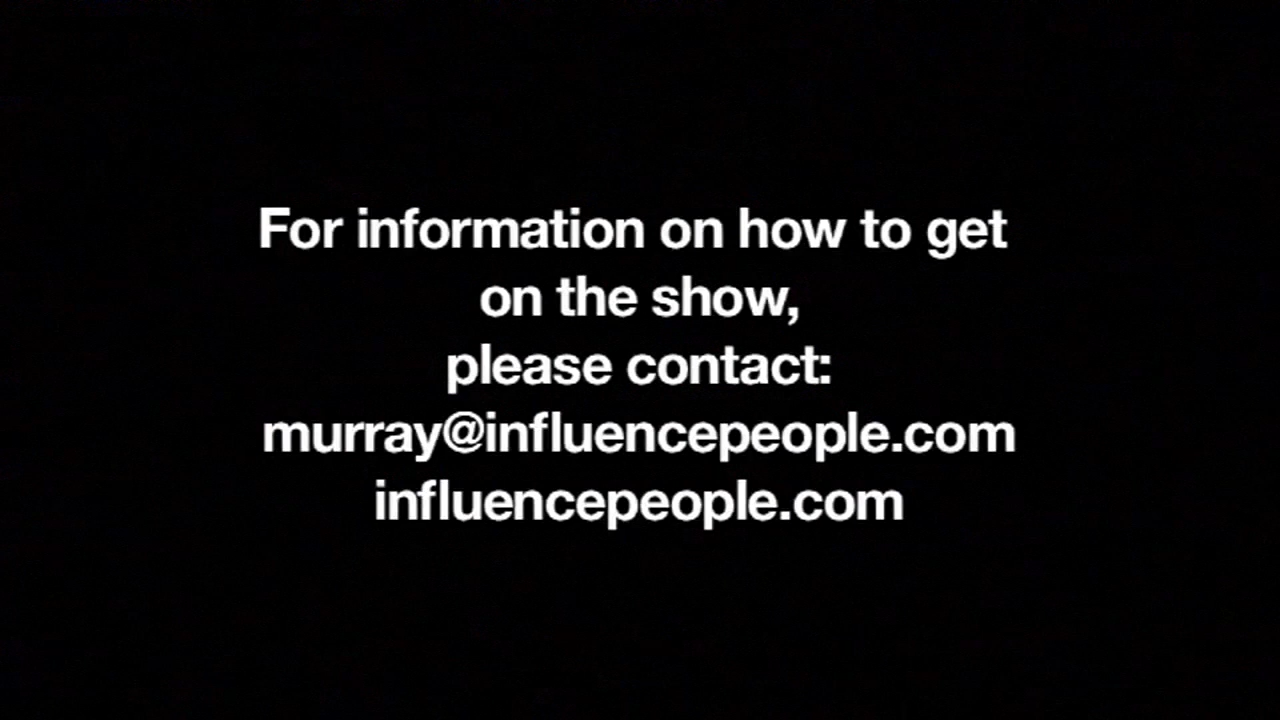 For information on how to get
on the show,
please contact:
murray@influencepeople.com
influencepeople.com